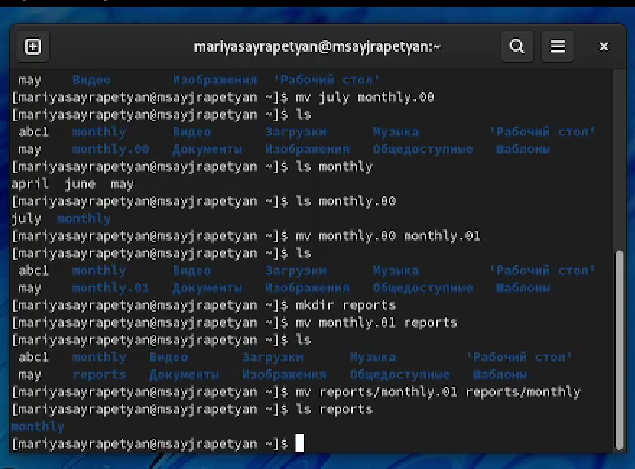 mariyasayrapetyan@msayjrapetyan:~
may Видео Изображения 'Рабочий стол'
[mariyasayrapetyan@msayjrapetyan ~]$ mv july monthly.00
[mariyasayrapetyan@msayjrapetyan ~]$ ls
abc1 monthly Видео Загрузки Музыка 'Рабочий стол'
may monthly.00 Документы Изображения Общедоступные Шаблоны
[mariyasayrapetyan@msayjrapetyan ~]$ ls monthly
april june may
[mariyasayrapetyan@msayjrapetyan ~]$ ls monthly.00
july monthly
[mariyasayrapetyan@msayjrapetyan ~]$ mv monthly.00 monthly.01
[mariyasayrapetyan@msayjrapetyan ~]$ ls
abc1 monthly Видео Загрузки Музыка 'Рабочий стол'
may monthly.01 Документы Изображения Общедоступные Шаблоны
[mariyasayrapetyan@msayjrapetyan ~]$ mkdir reports
[mariyasayrapetyan@msayjrapetyan ~]$ mv monthly.01 reports
[mariyasayrapetyan@msayjrapetyan ~]$ ls
abc1 monthly Видео Загрузки Музыка 'Рабочий стол'
may reports Документы Изображения Общедоступные Шаблоны
[mariyasayrapetyan@msayjrapetyan ~]$ mv reports/monthly.01 reports/monthly
[mariyasayrapetyan@msayjrapetyan ~]$ ls reports
monthly
[mariyasayrapetyan@msayjrapetyan ~]$